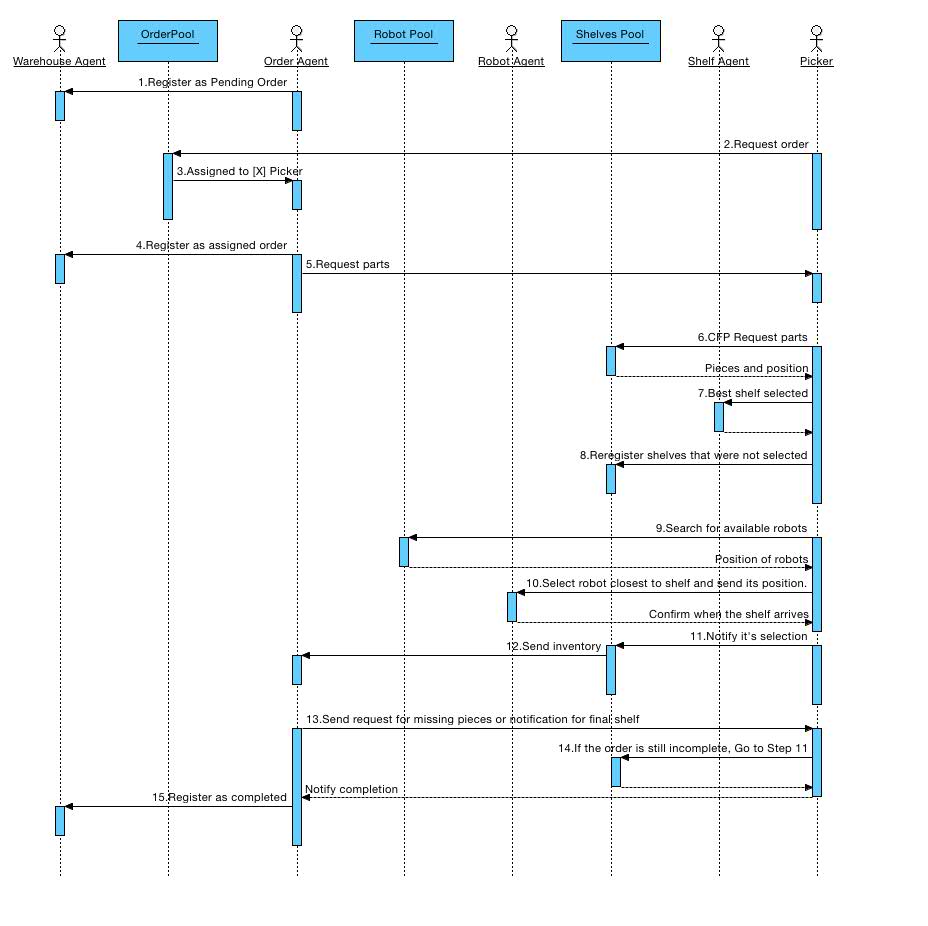 OrderPool
Robot Pool
Shelves Pool
Warehouse Agent
Order Agent
Robot Agent
Shelf Agent
Picker
1.Register as Pending Order
2.Request order
3.Assigned to [X] Picker
4.Register as assigned order
5.Request parts
6.CFP Request parts
Pieces and position
7.Best shelf selected
8.Reregister shelves that were not selected
9.Search for available robots
Position of robots
10.Select robot closest to shelf and send its position.
Confirm when the shelf arrives
11.Notify it's selection
12.Send inventory
13.Send request for missing pieces or notification for final shelf
14.If the order is still incomplete, Go to Step 11
Notify completion
15.Register as completed